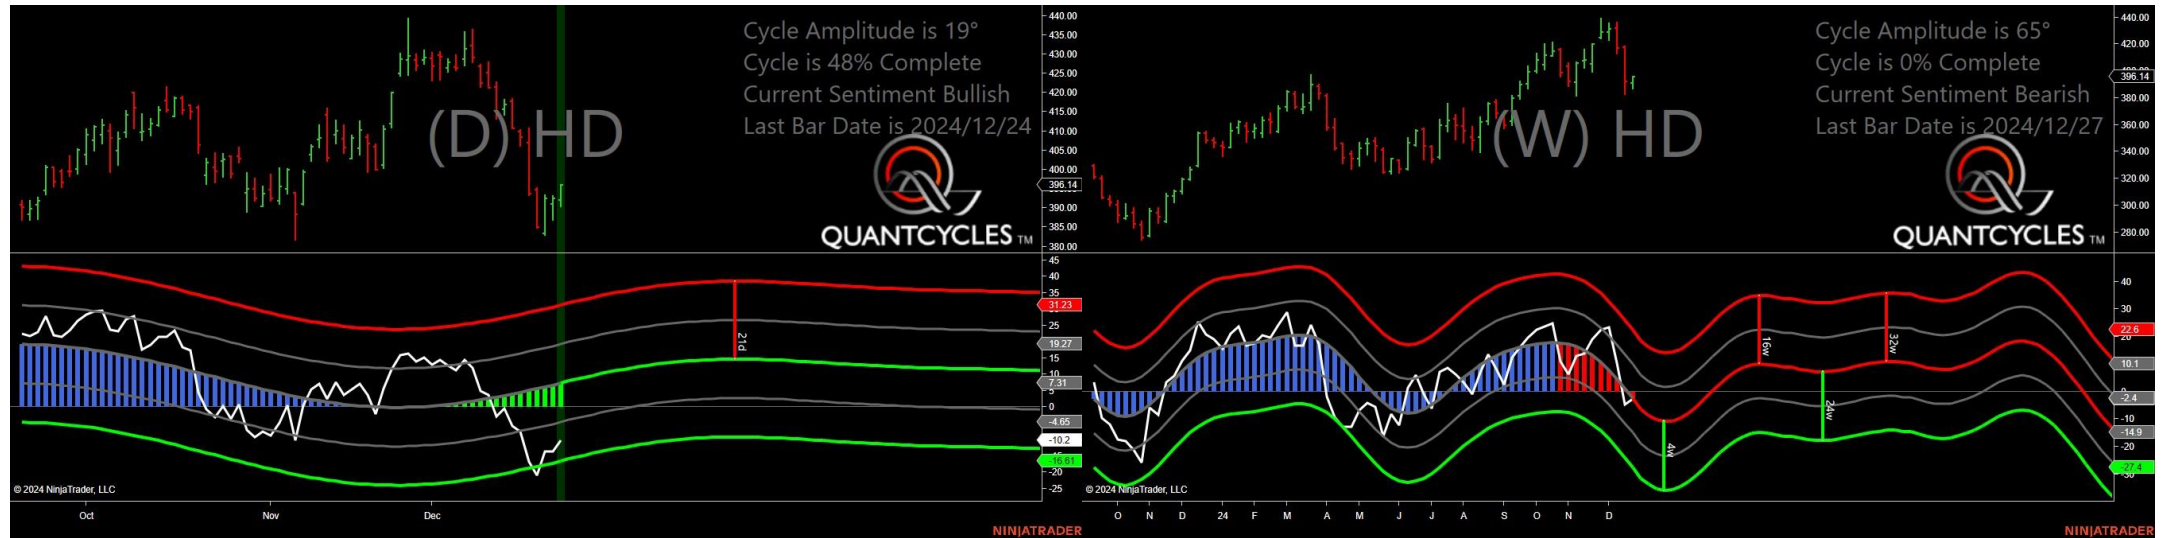 Cycle Amplitude is 19°
Cycle is 48% Complete
Current Sentiment Bullish
Last Bar Date is 2024/12/24
(D) HD
QUANTCYCLES TM
440.00
435.00
430.00
425.00
420.00
415.00
410.00
405.00
400.00
396.14
390.00
385.00
380.00
45
40
35
31.23
25
19.27
15
10
7.31
5
0
-4.65
-10.2
-16.61
-20
-25
21d
© 2024 NinjaTrader, LLC
Oct Nov Dec
NINJATRADER
Cycle Amplitude is 65°
Cycle is 0% Complete
Current Sentiment Bearish
Last Bar Date is 2024/12/27
(W) HD
QUANTCYCLES TM
440.00
420.00
396.14
380.00
360.00
340.00
320.00
300.00
280.00
40
30
22.6
20
10.1
0
-2.4
-10
-14.9
-20
-27.4
-30
16w
32w
24w
4w
© 2024 NinjaTrader, LLC
O N D 24 F M A M J J A S O N D
NINJATRADER